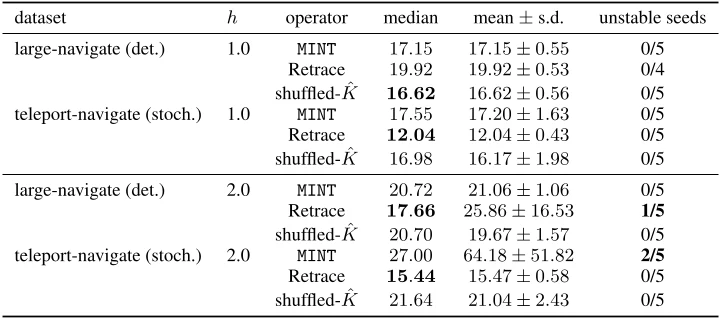 dataset h operator median mean ± s.d. unstable seeds
large-navigate (det.) 1.0 MINT 17.15 17.15 ± 0.55 0/5
Retrace 19.92 19.92 ± 0.53 0/4
shuffled-K̂ 16.62 16.62 ± 0.56 0/5
teleport-navigate (stoch.) 1.0 MINT 17.55 17.20 ± 1.63 0/5
Retrace 12.04 12.04 ± 0.43 0/5
shuffled-K̂ 16.98 16.17 ± 1.98 0/5
large-navigate (det.) 2.0 MINT 20.72 21.06 ± 1.06 0/5
Retrace 17.66 25.86 ± 16.53 1/5
shuffled-K̂ 20.70 19.67 ± 1.57 0/5
teleport-navigate (stoch.) 2.0 MINT 27.00 64.18 ± 51.82 2/5
Retrace 15.44 15.47 ± 0.58 0/5
shuffled-K̂ 21.64 21.04 ± 2.43 0/5